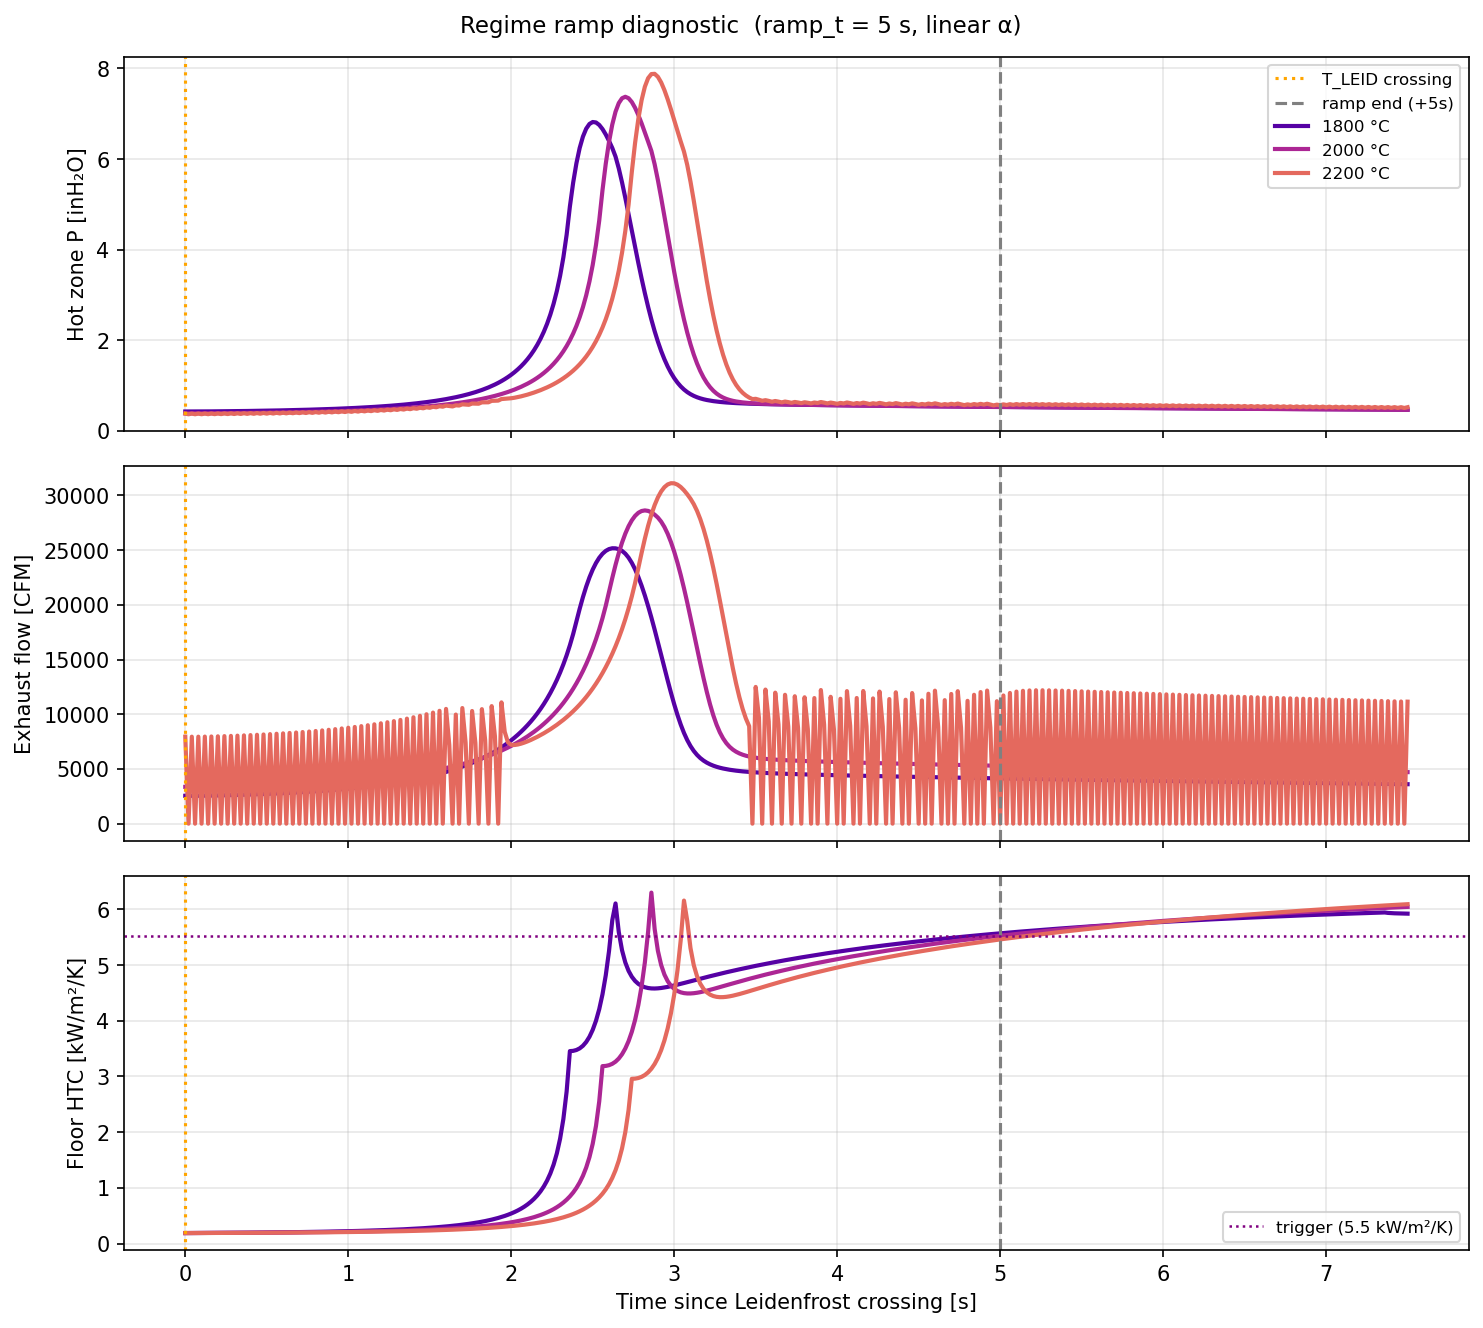 Regime ramp diagnostic  (ramp_t = 5 s, linear α)
Hot zone P [inH₂O]
8
6
4
2
0
T_LEID crossing
ramp end (+5s)
1800 °C
2000 °C
2200 °C
Exhaust flow [CFM]
30000
25000
20000
15000
10000
5000
0
Floor HTC [kW/m²/K]
6
5
4
3
2
1
0
trigger (5.5 kW/m²/K)
0 1 2 3 4 5 6 7
Time since Leidenfrost crossing [s]